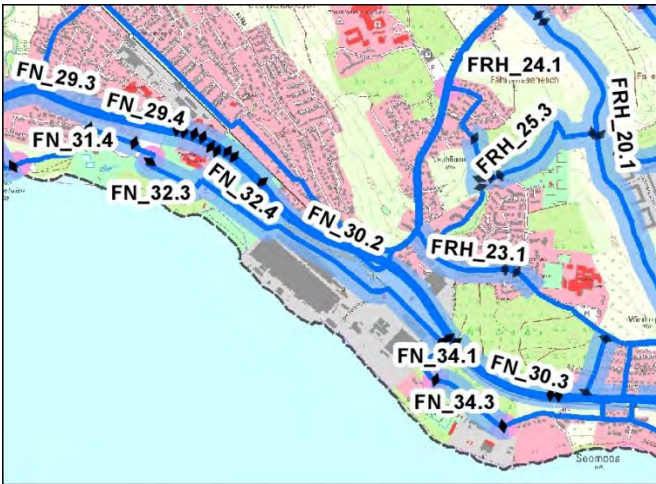 FRH_24.1
FN_29.3
FN_29.4
FRH_20.1
FRH_25.3
FN_31.4
FN_32.3
FN_32.4
FN_30.2
FRH_23.1
FN_34.1
FN_30.3
FN_34.3
Seemoos